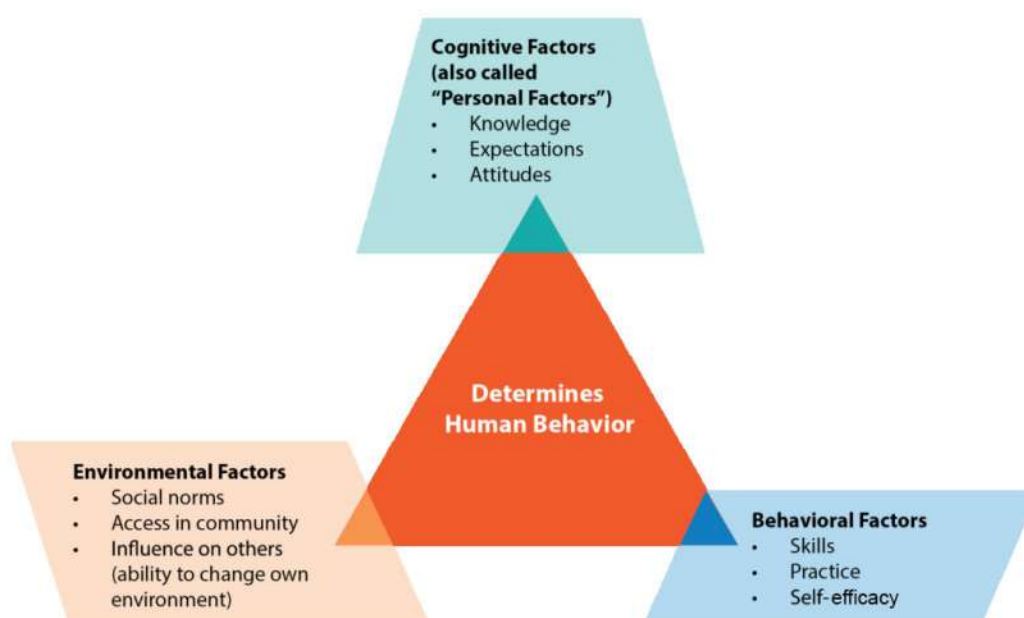 Cognitive Factors
(also called
“Personal Factors”)
• Knowledge
• Expectations
• Attitudes
Determines
Human Behavior
Environmental Factors
• Social norms
• Access in community
• Influence on others
(ability to change own
environment)
Behavioral Factors
• Skills
• Practice
• Self-efficacy